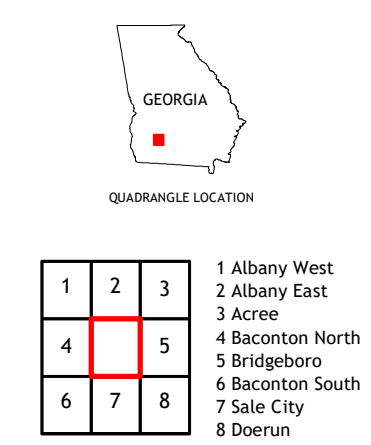 GEORGIA
QUADRANGLE LOCATION
1 2 3
4 5
6 7 8
1 Albany West
2 Albany East
3 Acree
4 Baconton North
5 Bridgeboro
6 Baconton South
7 Sale City
8 Doerun